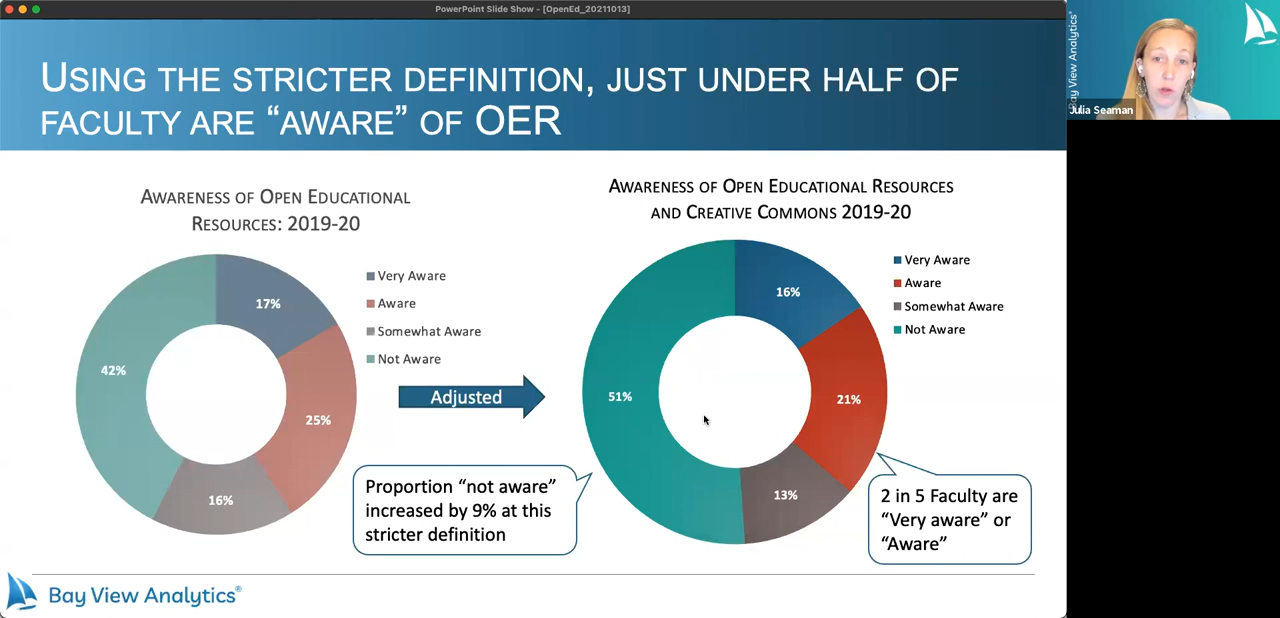 PowerPoint Slide Show - [OpenEd_20211013]
USING THE STRICTER DEFINITION, JUST UNDER HALF OF
FACULTY ARE “AWARE” OF OER
AWARENESS OF OPEN EDUCATIONAL
RESOURCES: 2019-20
17%
25%
16%
42%
Very Aware
Aware
Somewhat Aware
Not Aware
Adjusted
Proportion “not aware”
increased by 9% at this
stricter definition
AWARENESS OF OPEN EDUCATIONAL RESOURCES
AND CREATIVE COMMONS 2019-20
16%
21%
13%
51%
Very Aware
Aware
Somewhat Aware
Not Aware
2 in 5 Faculty are
“Very aware” or
“Aware”
Bay View Analytics®
Bay View Analytics®
Julia Seaman